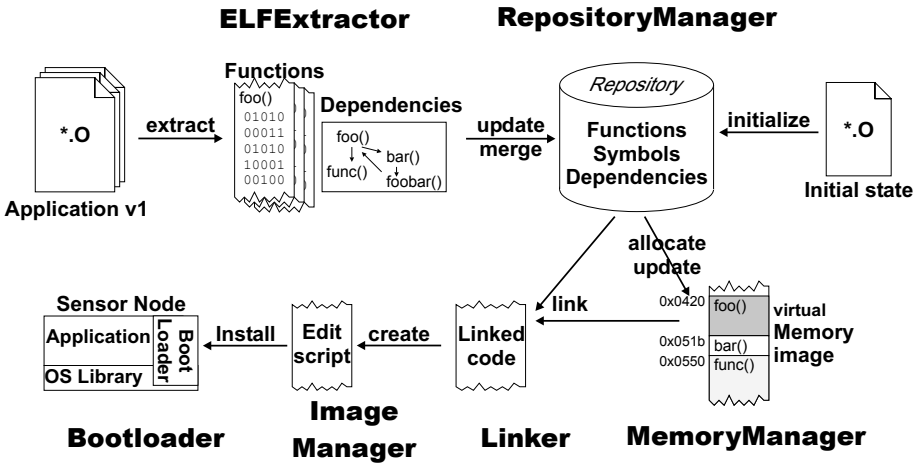 ELFExtractor
RepositoryManager
*.O
Application v1
extract
Functions
foo()
01010
00011
01010
10001
00100
Dependencies
foo()
bar()
func()
foobar()
update
merge
Repository
Functions
Symbols
Dependencies
initialize
*.O
Initial state
allocate
update
Sensor Node
Application
OS Library
Boot
Loader
Install
Edit
script
create
Linked
code
link
0x0420
foo()
0x051b
bar()
0x0550
func()
virtual
Memory
image
Bootloader
Image
Manager
Linker
MemoryManager